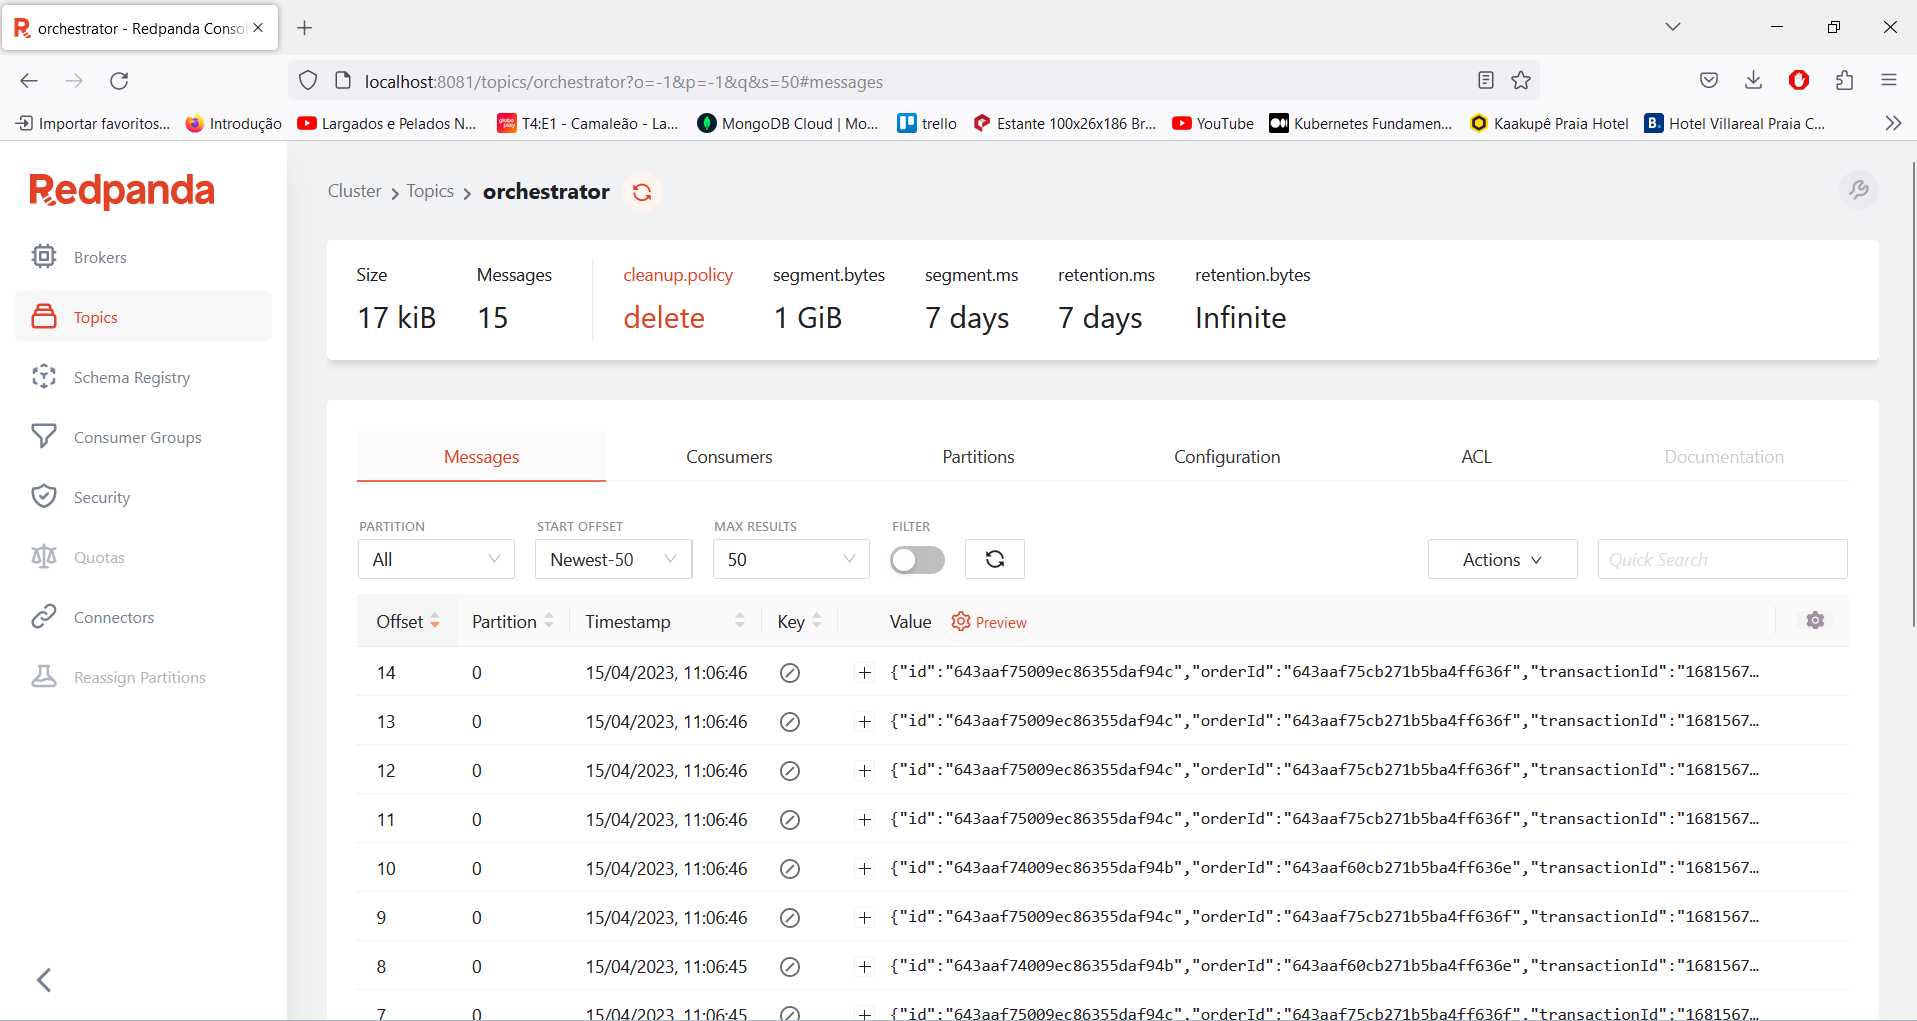 orchestrator - Redpanda Conso
localhost:8081/topics/orchestrator?o=-1&p=-1&q&s=50#messages
Importar favoritos... Introdução Largados e Pelados N... T4:E1 - Camaleão - La... MongoDB Cloud | Mo... trello Estante 100x26x186 Br... YouTube Kubernetes Fundamen... Kaakupê Praia Hotel B. Hotel Villareal Praia C...
Redpanda
Brokers
Topics
Schema Registry
Consumer Groups
Security
Quotas
Connectors
Reassign Partitions
Cluster > Topics > orchestrator
Size Messages cleanup.policy segment.bytes segment.ms retention.ms retention.bytes
17 kiB 15 delete 1 GiB 7 days 7 days Infinite
Messages Consumers Partitions Configuration ACL Documentation
PARTITION START OFFSET MAX RESULTS FILTER
All Newest-50 50 Actions Quick Search
Offset Partition Timestamp Key Value Preview
14 0 15/04/2023, 11:06:46 + {"id":"643aaf75009ec86355daf94c","orderId":"643aaf75cb271b5ba4ff636f","transactionId":"1681567…
13 0 15/04/2023, 11:06:46 + {"id":"643aaf75009ec86355daf94c","orderId":"643aaf75cb271b5ba4ff636f","transactionId":"1681567…
12 0 15/04/2023, 11:06:46 + {"id":"643aaf75009ec86355daf94c","orderId":"643aaf75cb271b5ba4ff636f","transactionId":"1681567…
11 0 15/04/2023, 11:06:46 + {"id":"643aaf75009ec86355daf94c","orderId":"643aaf75cb271b5ba4ff636f","transactionId":"1681567…
10 0 15/04/2023, 11:06:46 + {"id":"643aaf74009ec86355daf94b","orderId":"643aaf60cb271b5ba4ff636e","transactionId":"1681567…
9 0 15/04/2023, 11:06:46 + {"id":"643aaf75009ec86355daf94c","orderId":"643aaf75cb271b5ba4ff636f","transactionId":"1681567…
8 0 15/04/2023, 11:06:45 + {"id":"643aaf74009ec86355daf94b","orderId":"643aaf60cb271b5ba4ff636e","transactionId":"1681567…
7 0 15/04/2023, 11:06:45 + {"id":"643aaf75009ec86355daf94c","orderId":"643aaf75cb271b5ba4ff636f","transactionId":"1681567…